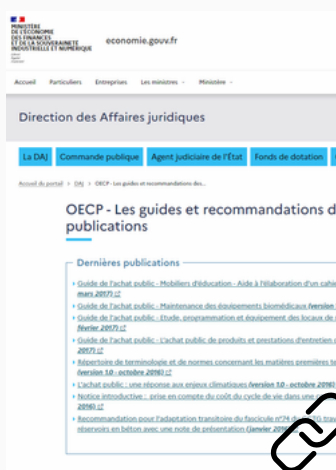 MINISTÈRE
DE L'ÉCONOMIE
DES FINANCES
ET DE LA SOUVERAINETÉ
INDUSTRIELLE ET NUMÉRIQUE
economie.gouv.fr
Accueil Particuliers Entreprises Les ministres Ministère
Direction des Affaires juridiques
La DAJ Commande publique Agent judiciaire de l'État Fonds de dotation
Accueil du portail > DAJ > OECP - Les guides et recommandations des...
OECP - Les guides et recommandations d
publications
Dernières publications
Guide de l'achat public - Mobiliers d'éducation - Aide à l'élaboration d'un cahie
mars 2017)
Guide de l'achat public - Maintenance des équipements biomédicaux (version
Guide de l'achat public - Etude, programmation et équipement des locaux de
février 2017)
Guide de l'achat public - L'achat public de produits et prestations d'entretien
2017)
Répertoire de terminologie et de normes concernant les matières premières te
(version 1.0 - octobre 2016)
L'achat public : une réponse aux enjeux climatiques (version 1.0 - octobre 2016)
Notice introductive : prise en compte du coût du cycle de vie dans une
2016)
Recommandation pour l'adaptation transitoire du fascicule n°74 du
réservoirs en béton avec une note de présentation (janvier